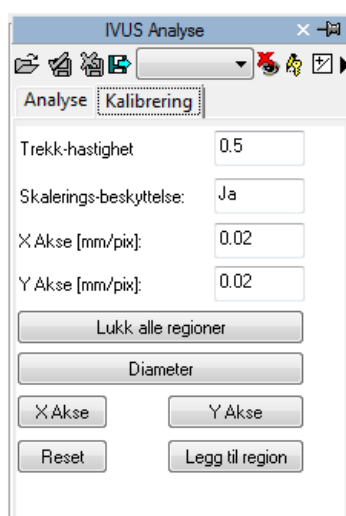 IVUS Analyse
Analyse Kalibrering
Trekk-hastighet 0.5
Skalerings-beskyttelse: Ja
X Akse [mm/pix]: 0.02
Y Akse [mm/pix]: 0.02
Lukk alle regioner
Diameter
X Akse Y Akse
Reset Legg til region